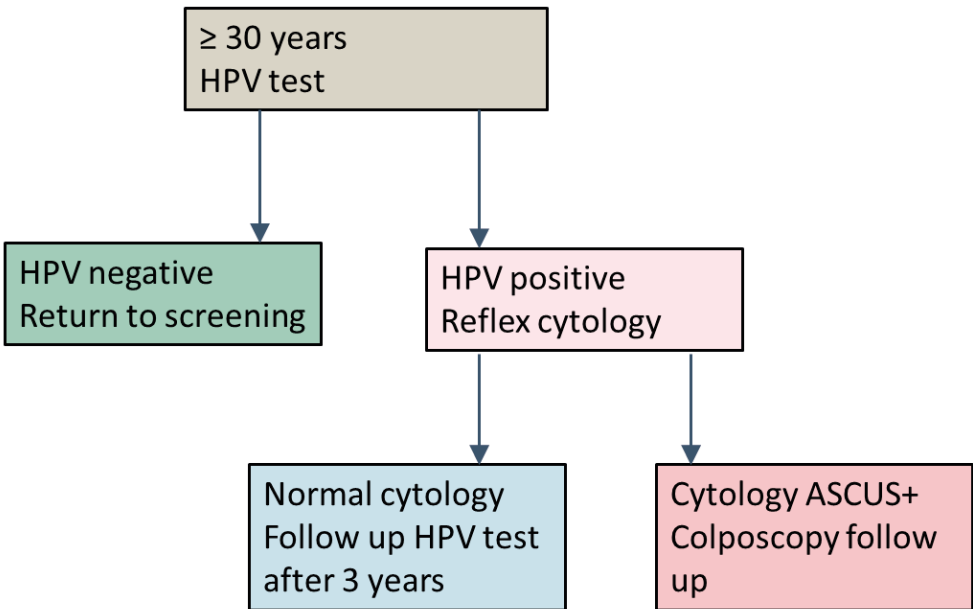 ≥ 30 years
HPV test
HPV negative
Return to screening
HPV positive
Reflex cytology
Normal cytology
Follow up HPV test
after 3 years
Cytology ASCUS+
Colposcopy follow
up